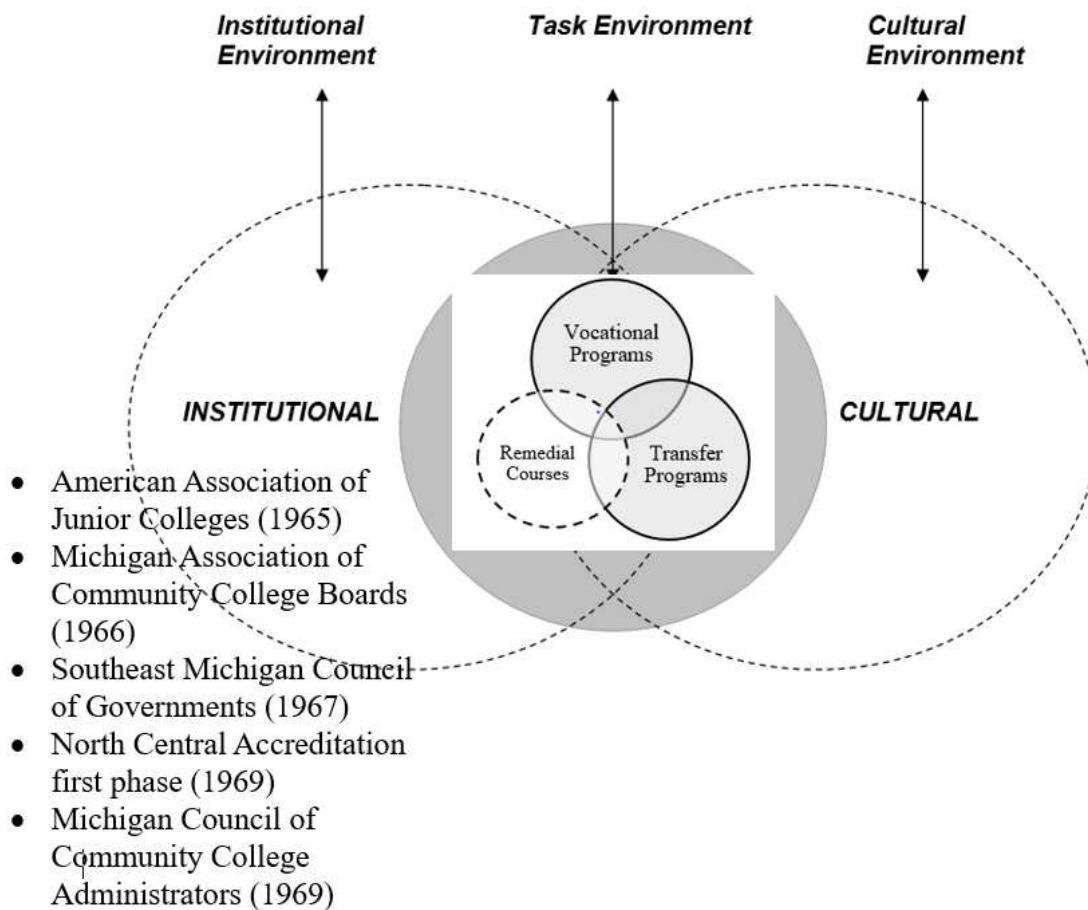 Institutional
Environment
Task Environment
Cultural
Environment
Vocational
Programs
INSTITUTIONAL
CULTURAL
Remedial
Courses
Transfer
Programs
• American Association of
Junior Colleges (1965)
• Michigan Association of
Community College Boards
(1966)
• Southeast Michigan Council
of Governments (1967)
• North Central Accreditation
first phase (1969)
• Michigan Council of
Community College
Administrators (1969)